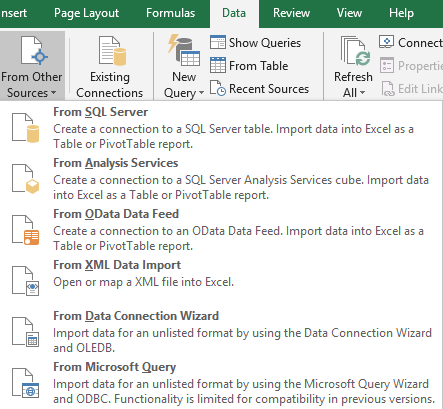 nsert Page Layout Formulas Data Review View Help
From Other Sources
Existing Connections
New Query
Show Queries
From Table
Recent Sources
Refresh All
Connect
Propertie
Edit Link
From SQL Server
Create a connection to a SQL Server table. Import data into Excel as a
Table or PivotTable report.
From Analysis Services
Create a connection to a SQL Server Analysis Services cube. Import data
into Excel as a Table or PivotTable report.
From OData Data Feed
Create a connection to an OData Data Feed. Import data into Excel as a
Table or PivotTable report.
From XML Data Import
Open or map a XML file into Excel.
From Data Connection Wizard
Import data for an unlisted format by using the Data Connection Wizard
and OLEDB.
From Microsoft Query
Import data for an unlisted format by using the Microsoft Query Wizard
and ODBC. Functionality is limited for compatibility in previous versions.